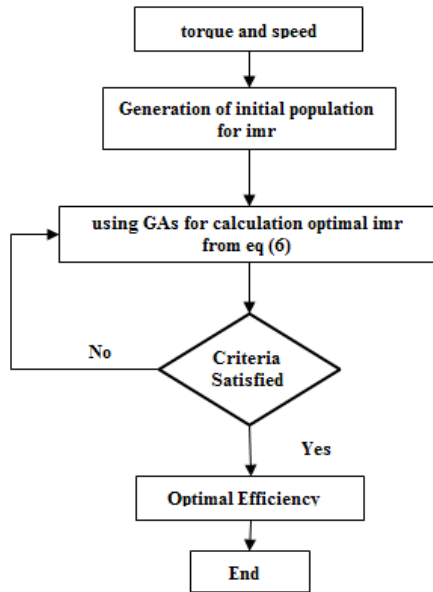 torque and speed
Generation of initial population
for imr
using GAs for calculation optimal imr
from eq (6)
No
Criteria
Satisfied
Yes
Optimal Efficiency
End